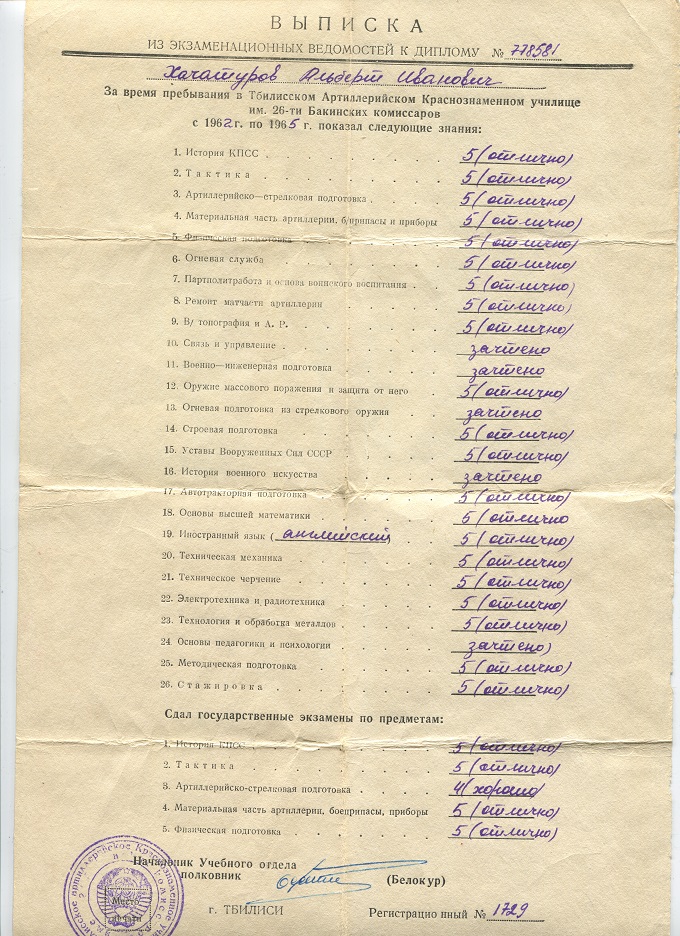 ВЫПИСКА
ИЗ ЭКЗАМЕНАЦИОННЫХ ВЕДОМОСТЕЙ К ДИПЛОМУ № 778581
Хачатуров Альберт Иванович
За время пребывания в Тбилисском Артиллерийском Краснознаменном училище
им. 26-ти Бакинских комиссаров
с 1962 г. по 1965 г. показал следующие знания:
1. История КПСС 5 (отлично)
2. Тактика 5 (отлично)
3. Артиллерийско—стрелковая подготовка 5 (отлично)
4. Материальная часть артиллерии, б/припасы и приборы 5 (отлично)
5. Физическая подготовка 5 (отлично)
6. Огневая служба 5 (отлично)
7. Партполитработа и основа воинского воспитания 5 (отлично)
8. Ремонт матчасти артиллерии 5 (отлично)
9. В/ топография и А. Р. 5 (отлично)
10. Связь и управление зачтено
11. Военно—инженерная подготовка зачтено
12. Оружие массового поражения и защита от него 5 (отлично)
13. Огневая подготовка из стрелкового оружия зачтено
14. Строевая подготовка 5 (отлично)
15. Уставы Вооруженных Сил СССР 5 (отлично)
16. История военного искусства зачтено
17. Автотракторная подготовка 5 (отлично)
18. Основы высшей математики 5 (отлично
19. Иностранный язык (английский) 5 (отлично)
20. Техническая механика 5 (отлично)
21. Техническое черчение 5 (отлично)
22. Электротехника и радиотехника 5 (отлично)
23. Технология и обработка металлов 5 (отлично)
24. Основы педагогики и психологии зачтено)
25. Методическая подготовка 5 (отлично)
26. Стажировка 5 (отлично)
Сдал государственные экзамены по предметам:
1. История КПСС 5 (отлично)
2. Тактика 5 (отлично)
3. Артиллерийско-стрелковая подготовка 4 (хорошо)
4. Материальная часть артиллерии, боеприпасы, приборы 5 (отлично)
5. Физическая подготовка 5 (отлично)
Начальник Учебного отдела
полковник (Белокур)
Место
печати
г. ТБИЛИСИ Регистрационный № 1729